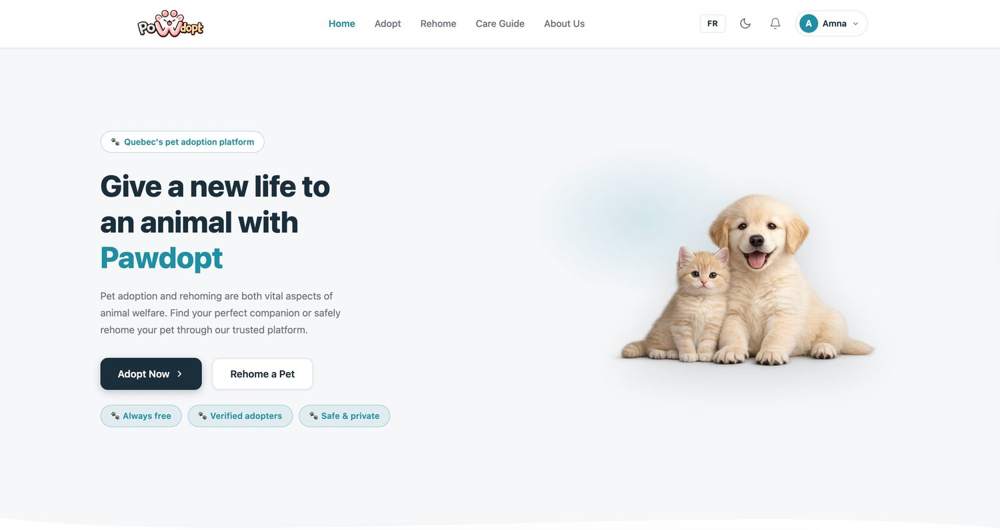 PoWdopt
Home
Adopt
Rehome
Care Guide
About Us
FR
A
Amna
Quebec's pet adoption platform
Give a new life to
an animal with
Pawdopt
Pet adoption and rehoming are both vital aspects of
animal welfare. Find your perfect companion or safely
rehome your pet through our trusted platform.
Adopt Now
Rehome a Pet
Always free
Verified adopters
Safe & private